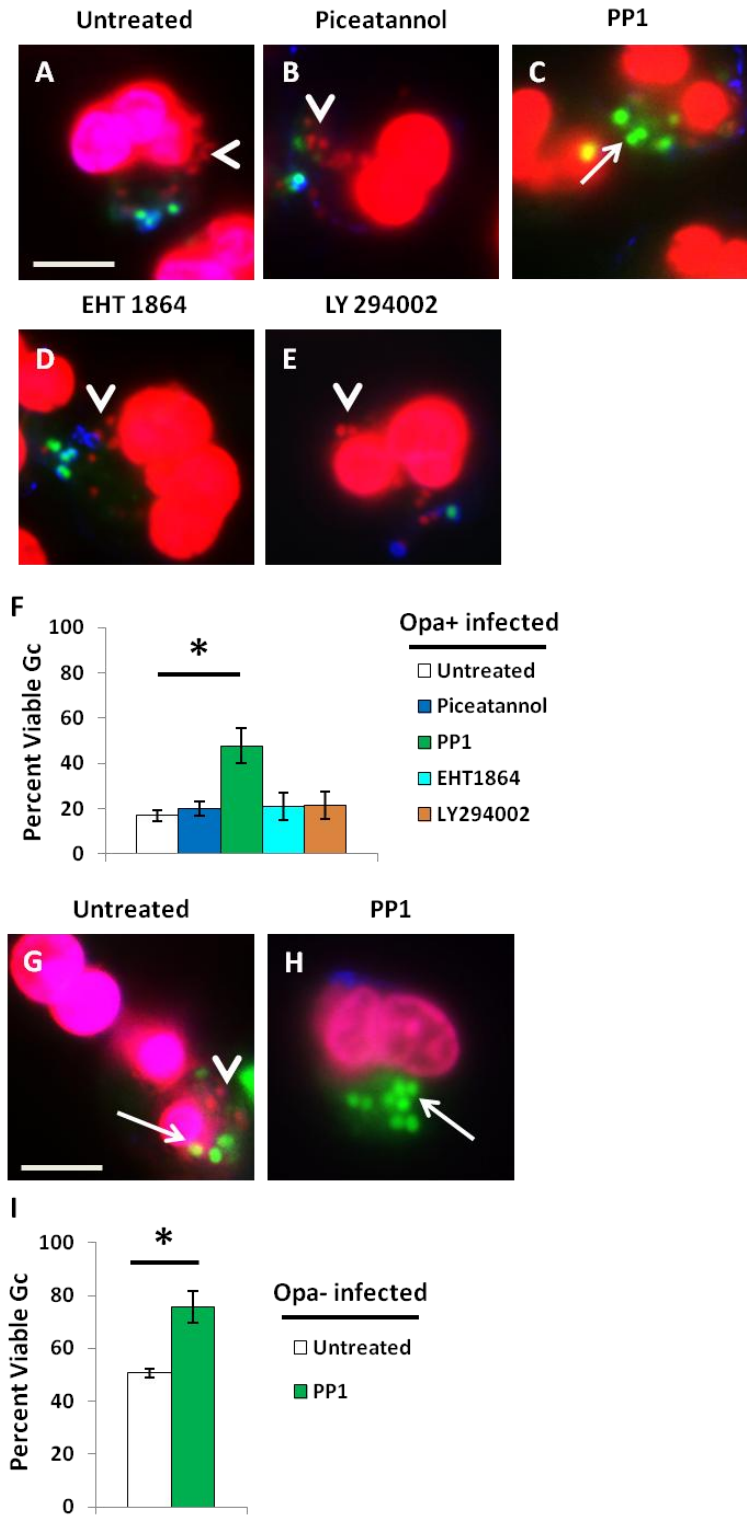 Untreated Piceatannol PP1
A B C
EHT 1864 LY 294002
D E
F
100
80
60
40
20
0
Percent Viable Gc
*
Opa+ infected
Untreated
Piceatannol
PP1
EHT1864
LY294002
Untreated PP1
G H
I
100
80
60
40
20
0
Percent Viable Gc
*
Opa- infected
Untreated
PP1